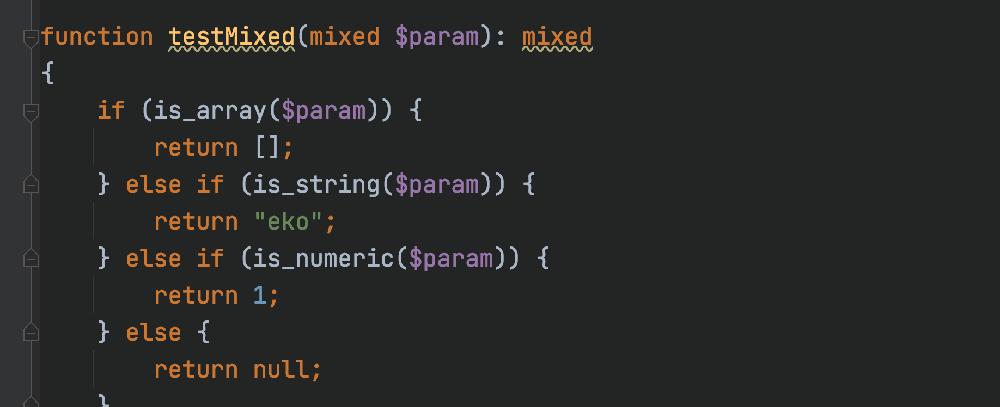 function testMixed(mixed $param): mixed
{
    if (is_array($param)) {
        return [];
    } else if (is_string($param)) {
        return "eko";
    } else if (is_numeric($param)) {
        return 1;
    } else {
        return null;
    }